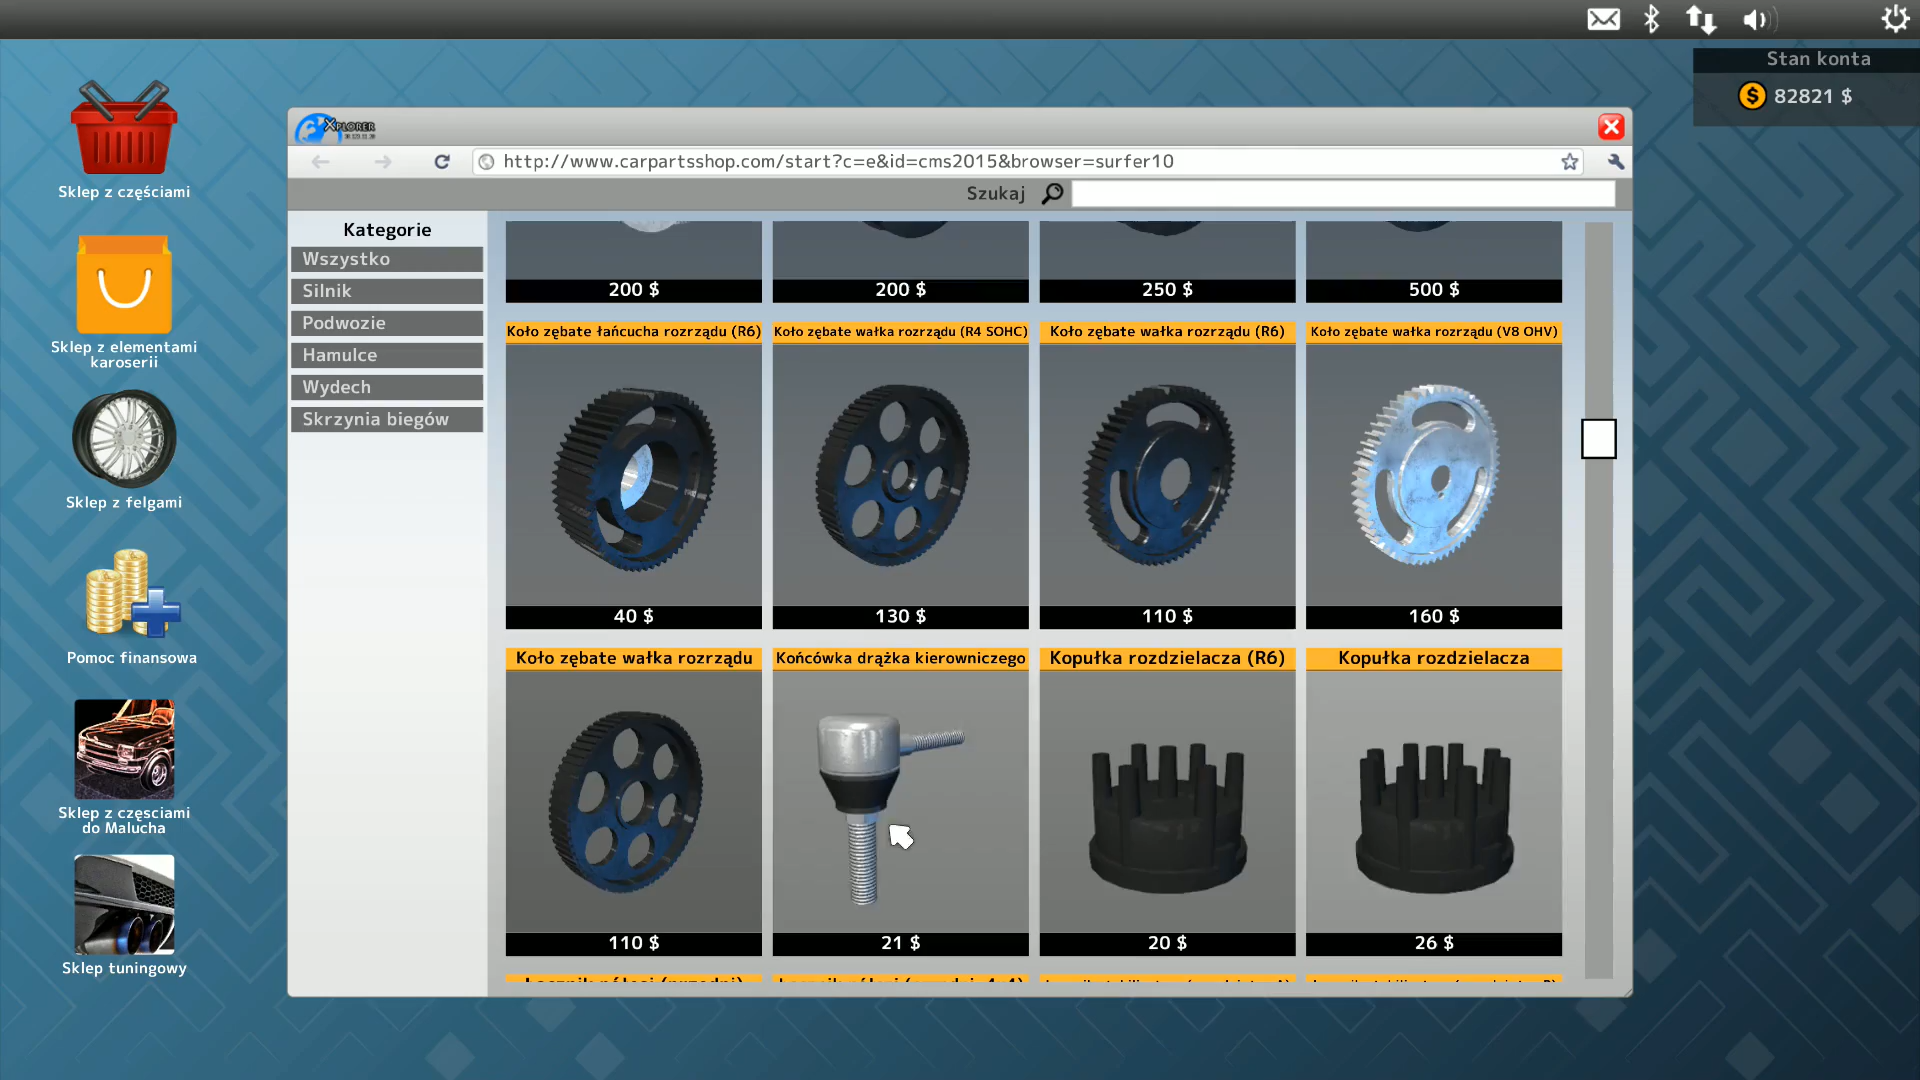 Stan konta
82821 $
Sklep z częściami
Sklep z elementami
karoserii
Sklep z felgami
Pomoc finansowa
Sklep z częsciami
do Malucha
Sklep tuningowy
XPLORER
http://www.carpartsshop.com/start?c=e&id=cms2015&browser=surfer10
Szukaj
Kategorie
Wszystko
Silnik
Podwozie
Hamulce
Wydech
Skrzynia biegów
200 $ 200 $ 250 $ 500 $
Koło zębate łańcucha rozrządu (R6) Koło zębate wałka rozrządu (R4 SOHC) Koło zębate wałka rozrządu (R6) Koło zębate wałka rozrządu (V8 OHV)
40 $ 130 $ 110 $ 160 $
Koło zębate wałka rozrządu Końcówka drążka kierowniczego Kopułka rozdzielacza (R6) Kopułka rozdzielacza
110 $ 21 $ 20 $ 26 $